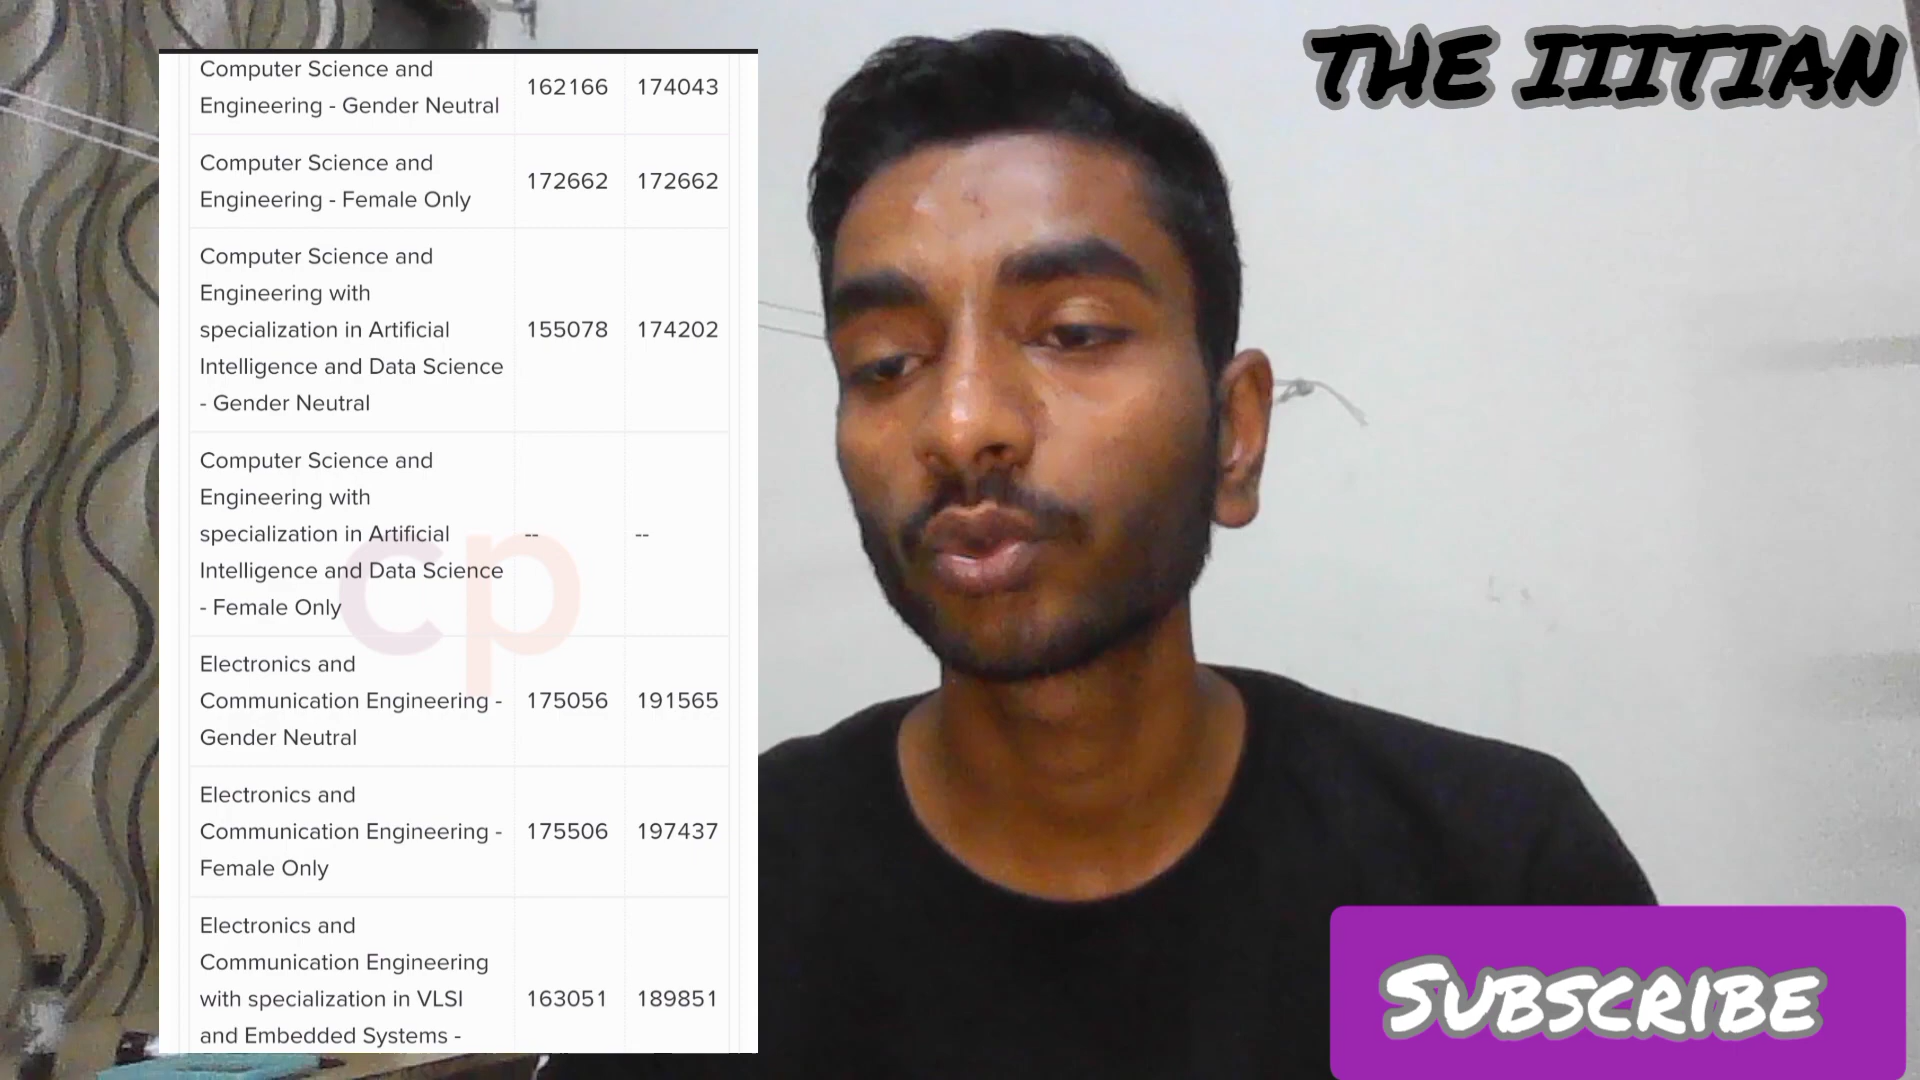 THE IIITIAN
Computer Science and
Engineering - Gender Neutral
162166 174043
Computer Science and
Engineering - Female Only
172662 172662
Computer Science and
Engineering with
specialization in Artificial
Intelligence and Data Science
- Gender Neutral
155078 174202
Computer Science and
Engineering with
specialization in Artificial
Intelligence and Data Science
- Female Only
-- --
cp
Electronics and
Communication Engineering -
Gender Neutral
175056 191565
Electronics and
Communication Engineering -
Female Only
175506 197437
Electronics and
Communication Engineering
with specialization in VLSI
and Embedded Systems -
163051 189851
SUBSCRIBE